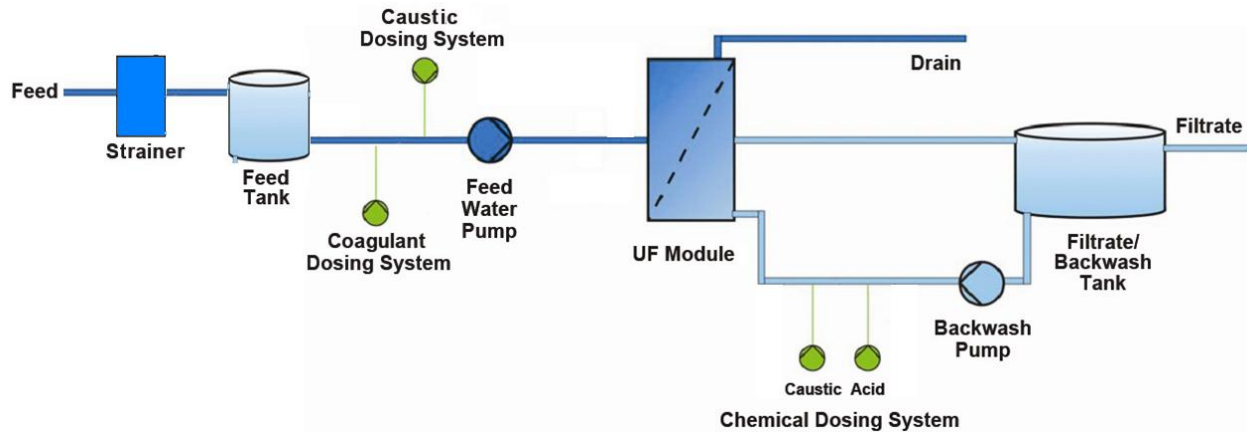 Caustic
Dosing System
Feed
Strainer
Feed
Tank
Coagulant
Dosing System
Feed
Water
Pump
UF Module
Drain
Filtrate
Filtrate/
Backwash
Tank
Backwash
Pump
Caustic Acid
Chemical Dosing System